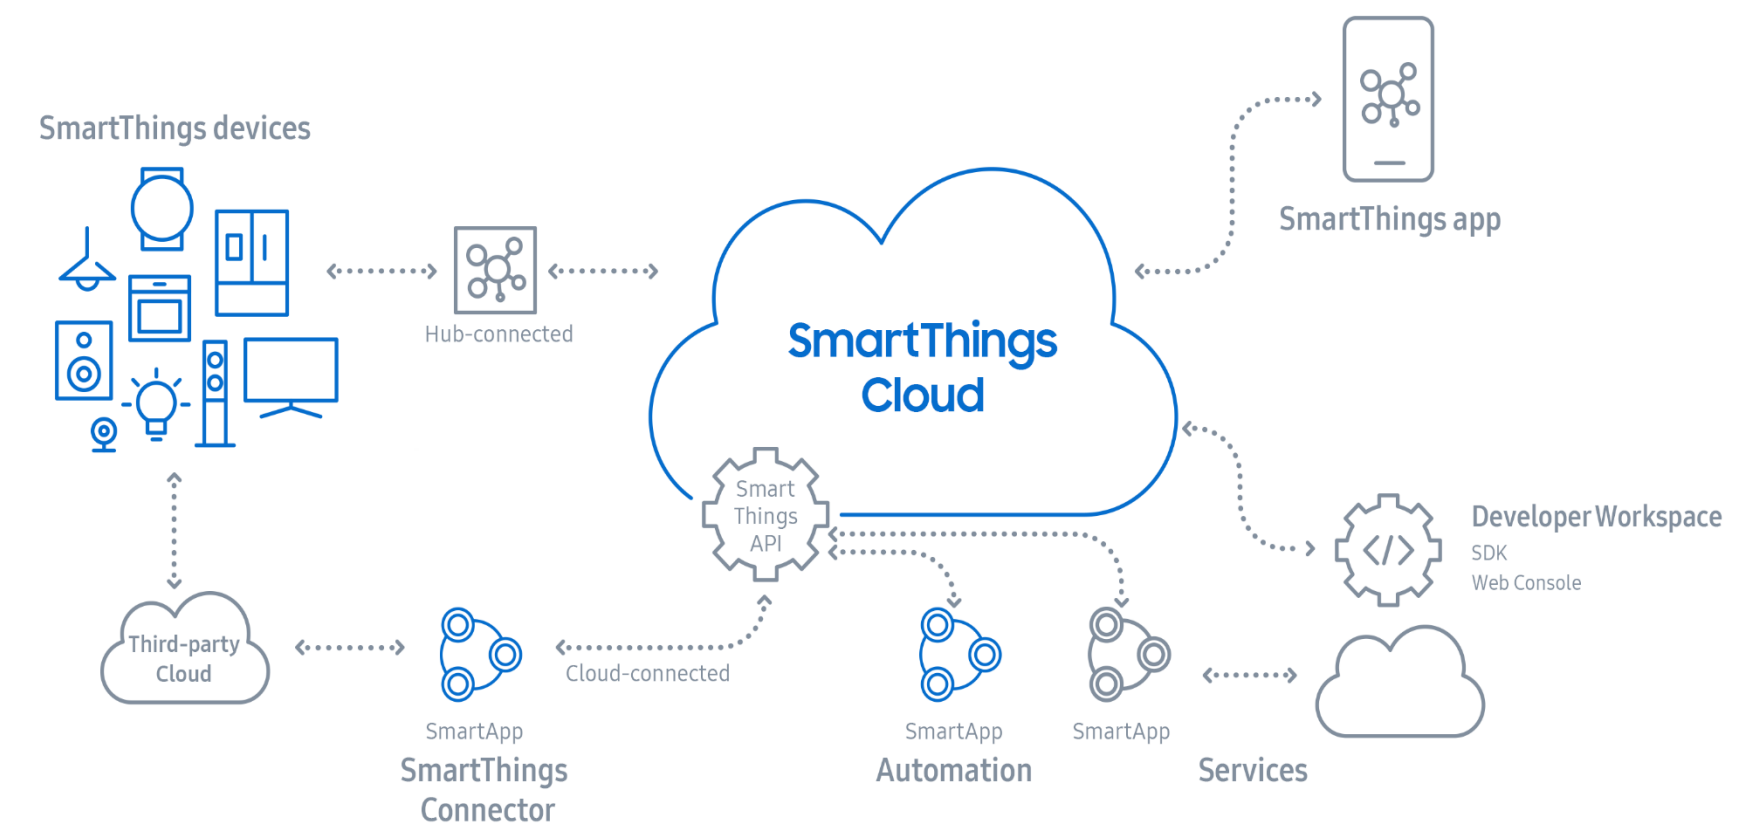 SmartThings devices
SmartThings app
Hub-connected
SmartThings
Cloud
Smart
Things
API
Developer Workspace
SDK
Web Console
Third-party
Cloud
Cloud-connected
SmartApp
SmartThings
Connector
SmartApp
Automation
SmartApp
Services